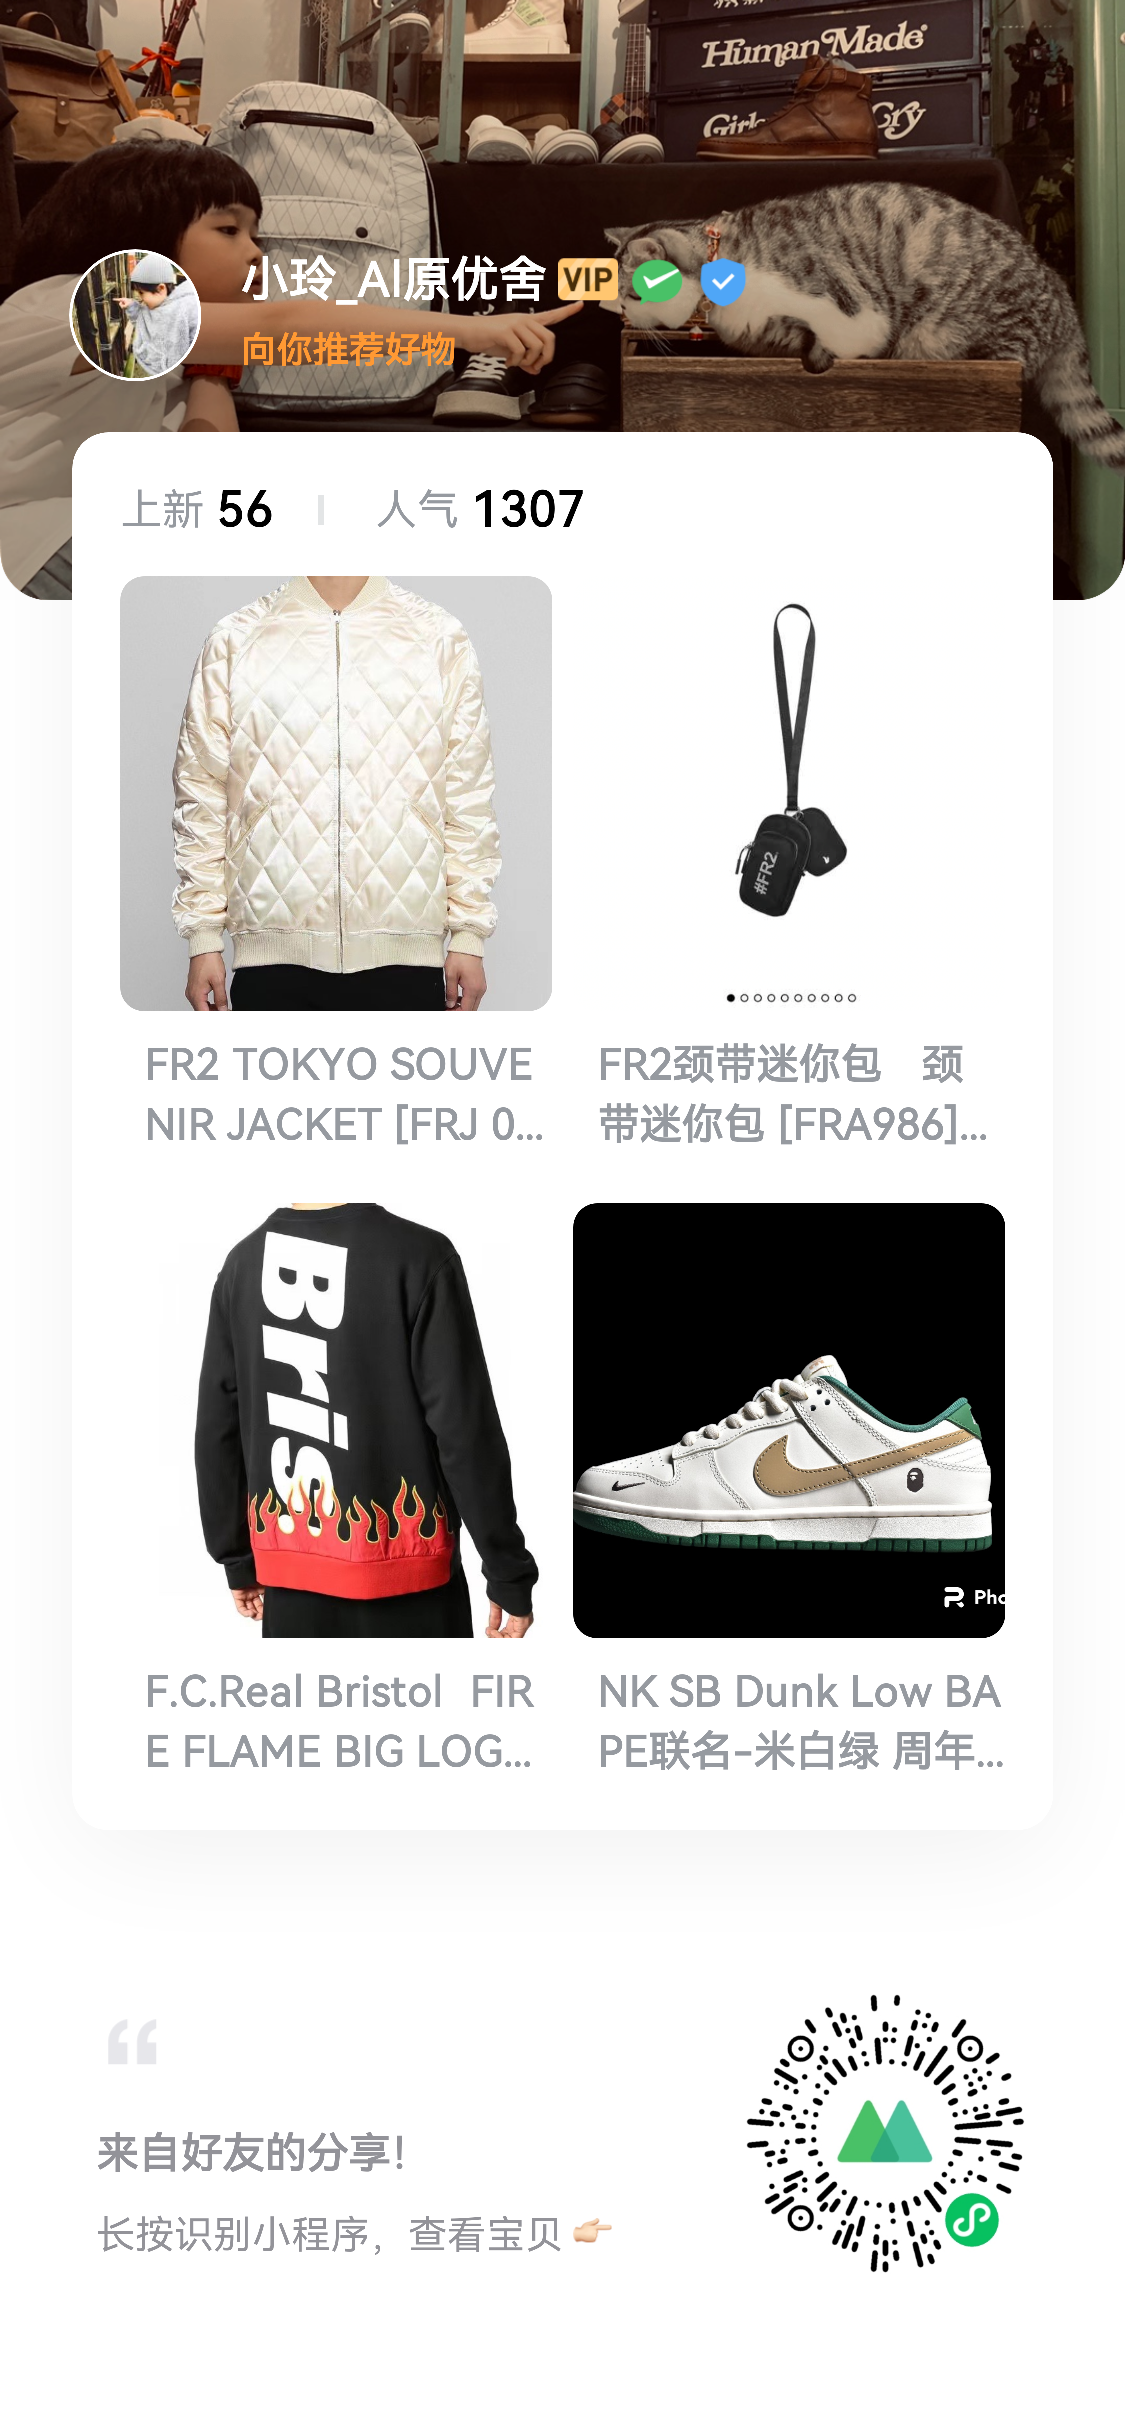 Human Made
Girls
Cry
小玲_AI原优舍 VIP
向你推荐好物
上新 56
人气 1307
#FR2
FR2 TOKYO SOUVE
NIR JACKET [FRJ 0...
FR2颈带迷你包 颈
带迷你包 [FRA986]...
Bris
Pho
F.C.Real Bristol FIR
E FLAME BIG LOG...
NK SB Dunk Low BA
PE联名-米白绿 周年...
来自好友的分享!
长按识别小程序，查看宝贝